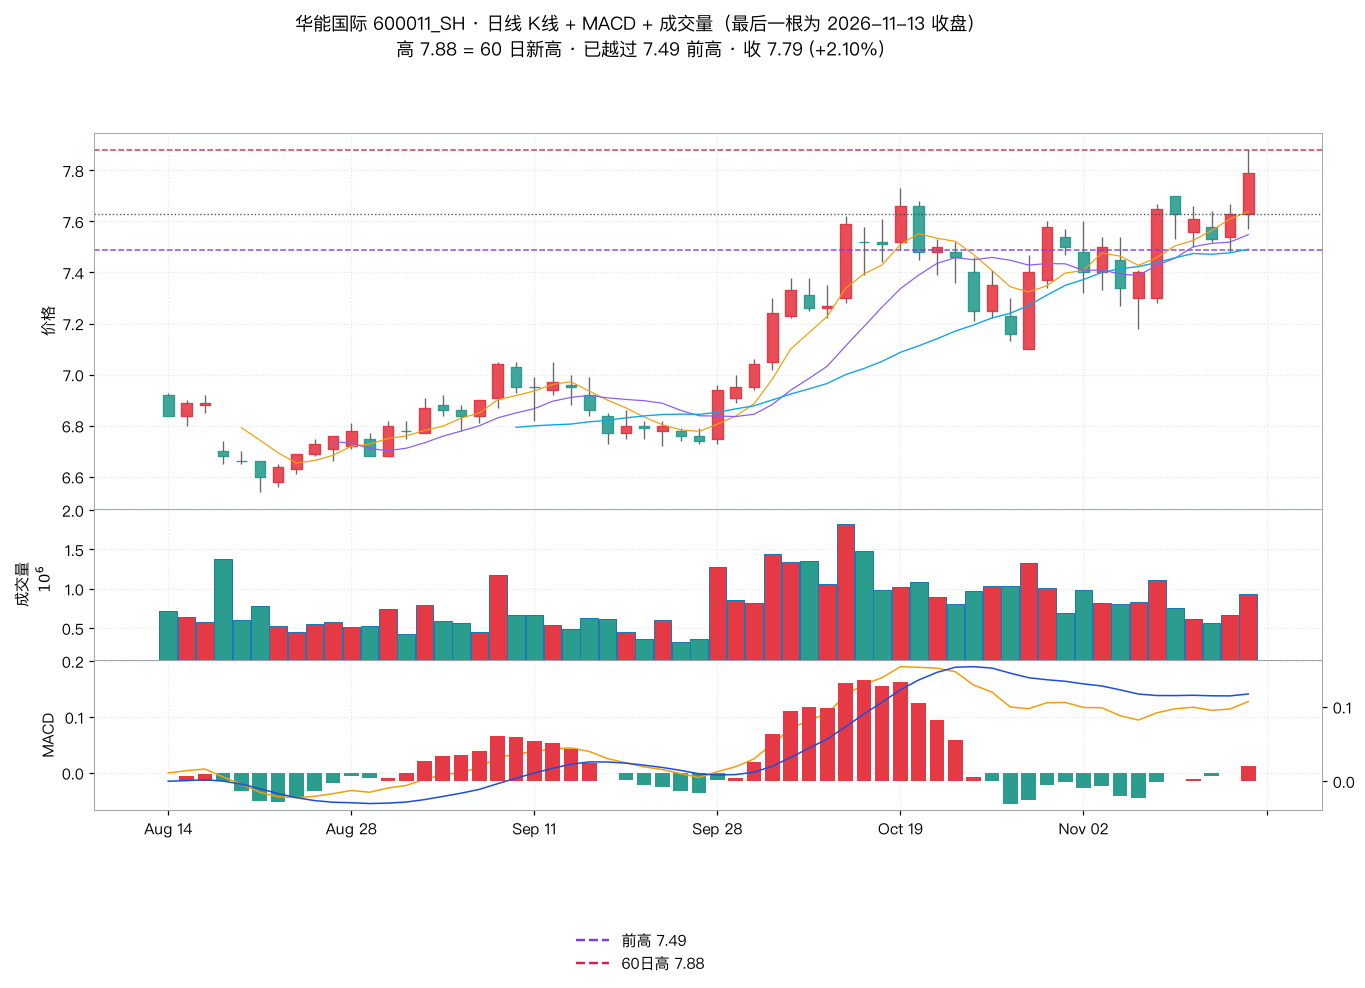 华能国际 600011_SH · 日线 K线 + MACD + 成交量（最后一根为 2026–11–13 收盘）
高 7.88 = 60 日新高 · 已越过 7.49 前高 · 收 7.79 (+2.10%)
价格
7.8
7.6
7.4
7.2
7.0
6.8
6.6
成交量
10⁶
2.0
1.5
1.0
0.5
MACD
0.2
0.1
0.0
0.1
0.0
Aug 14
Aug 28
Sep 11
Sep 28
Oct 19
Nov 02
前高 7.49
60日高 7.88